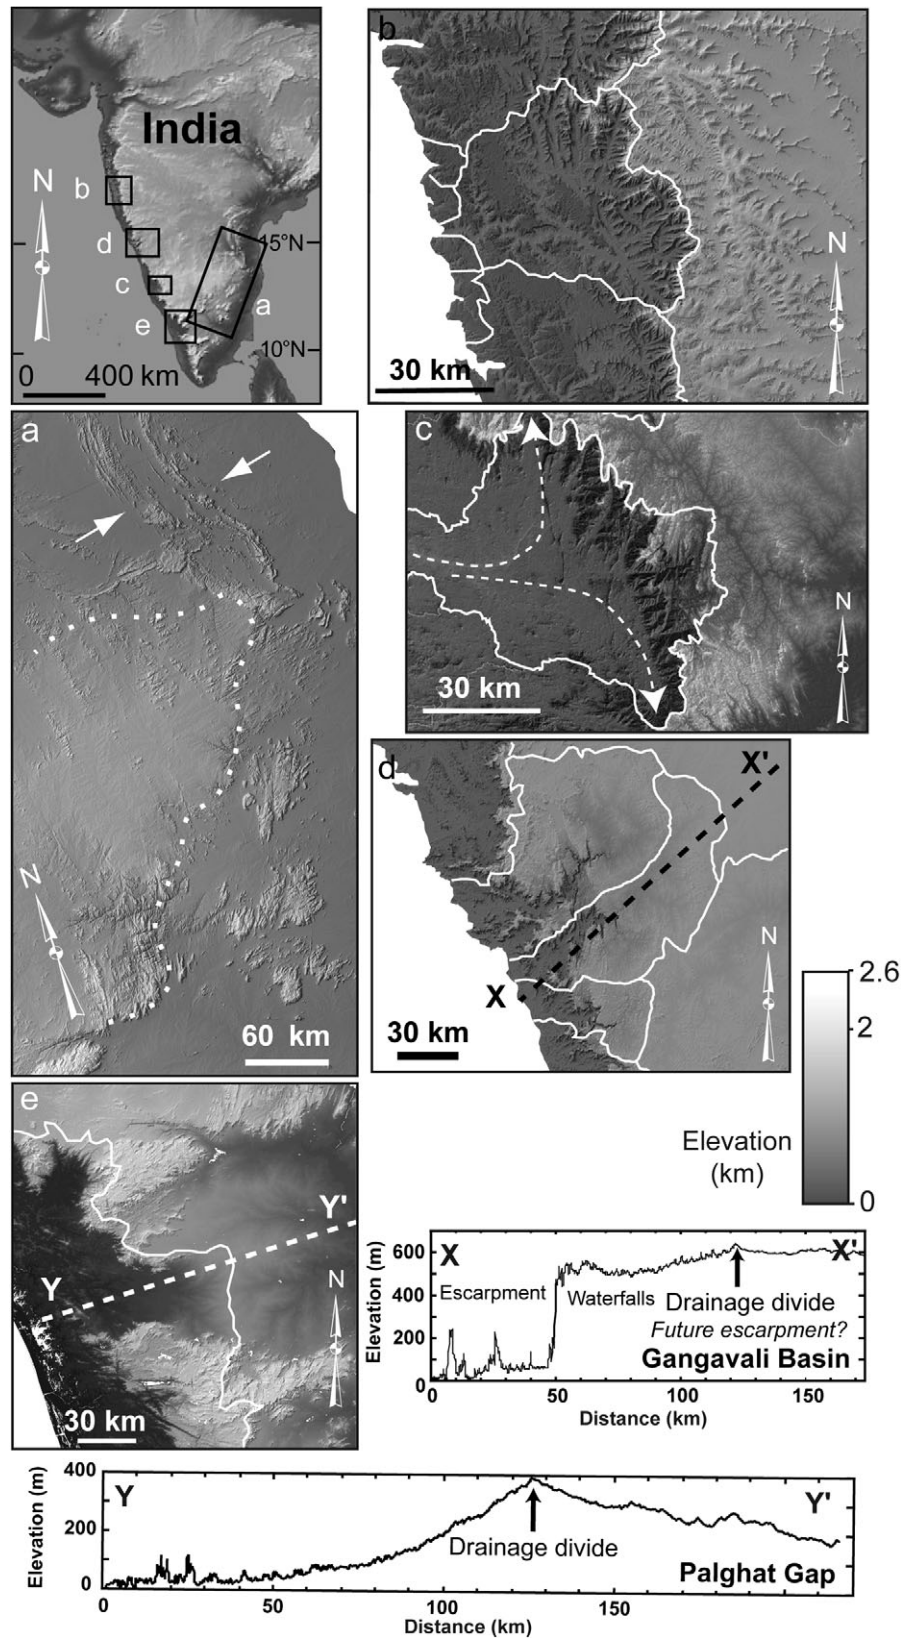 India
N
b
d
c
e
a
15°N
10°N
0 400 km
b
N
30 km
a
N
60 km
c
N
30 km
d
X'
X
N
30 km
2.6
2
0
Elevation
(km)
e
Y'
Y
N
30 km
Elevation (m)
600
400
200
0
X
X'
Escarpment
Waterfalls
Drainage divide
Future escarpment?
Gangavali Basin
0 50 100 150
Distance (km)
Elevation (m)
400
200
0
Y
Y'
Drainage divide
Palghat Gap
0 50 100 150 200
Distance (km)